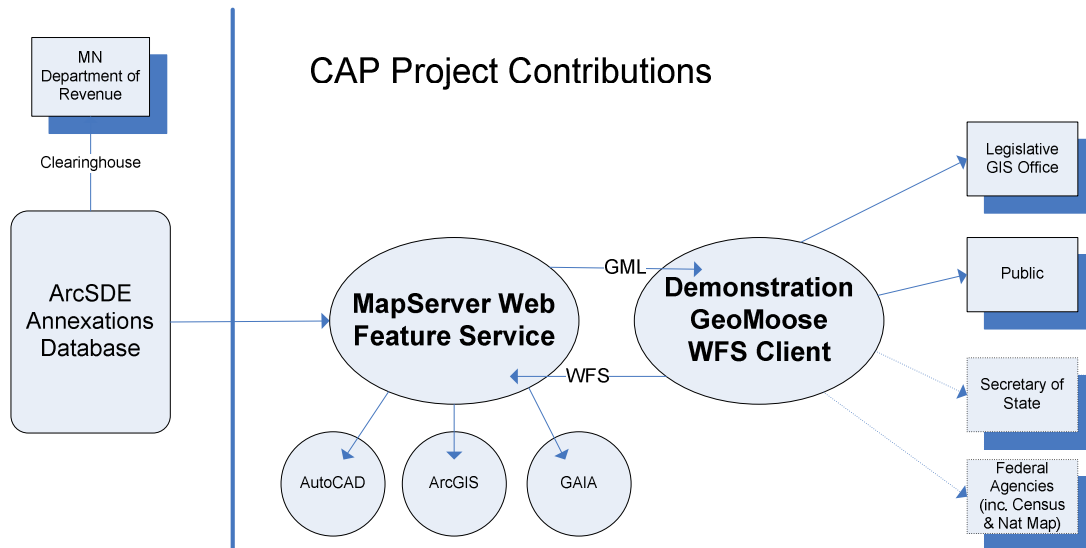 MN
Department of
Revenue
Clearinghouse
ArcSDE
Annexations
Database
CAP Project Contributions
MapServer Web
Feature Service
GML
WFS
Demonstration
GeoMoose
WFS Client
AutoCAD
ArcGIS
GAIA
Legislative
GIS Office
Public
Secretary of
State
Federal
Agencies
(inc. Census
& Nat Map)